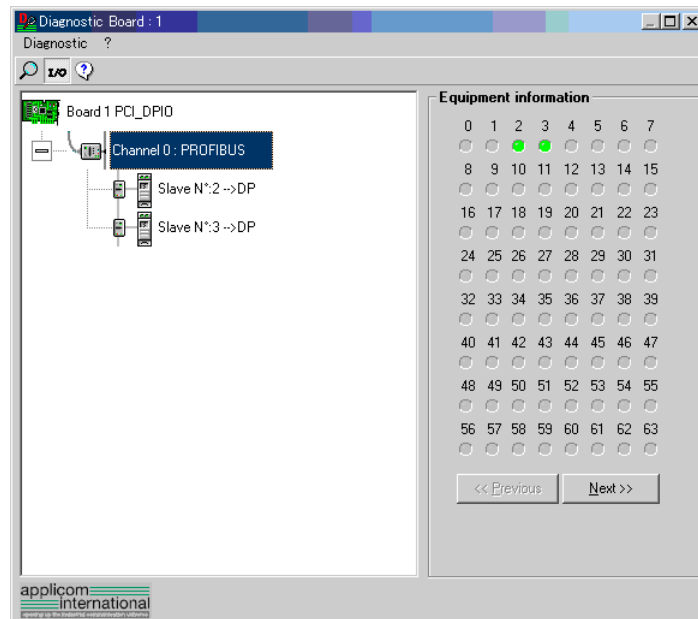 Diagnostic Board : 1
Diagnostic ?
I/O ?
Board 1 PCI_DPIO
Channel 0 : PROFIBUS
Slave N°:2 -->DP
Slave N°:3 -->DP
Equipment information
0 1 2 3 4 5 6 7
8 9 10 11 12 13 14 15
16 17 18 19 20 21 22 23
24 25 26 27 28 29 30 31
32 33 34 35 36 37 38 39
40 41 42 43 44 45 46 47
48 49 50 51 52 53 54 55
56 57 58 59 60 61 62 63
<< Previous Next >>
applicom
international